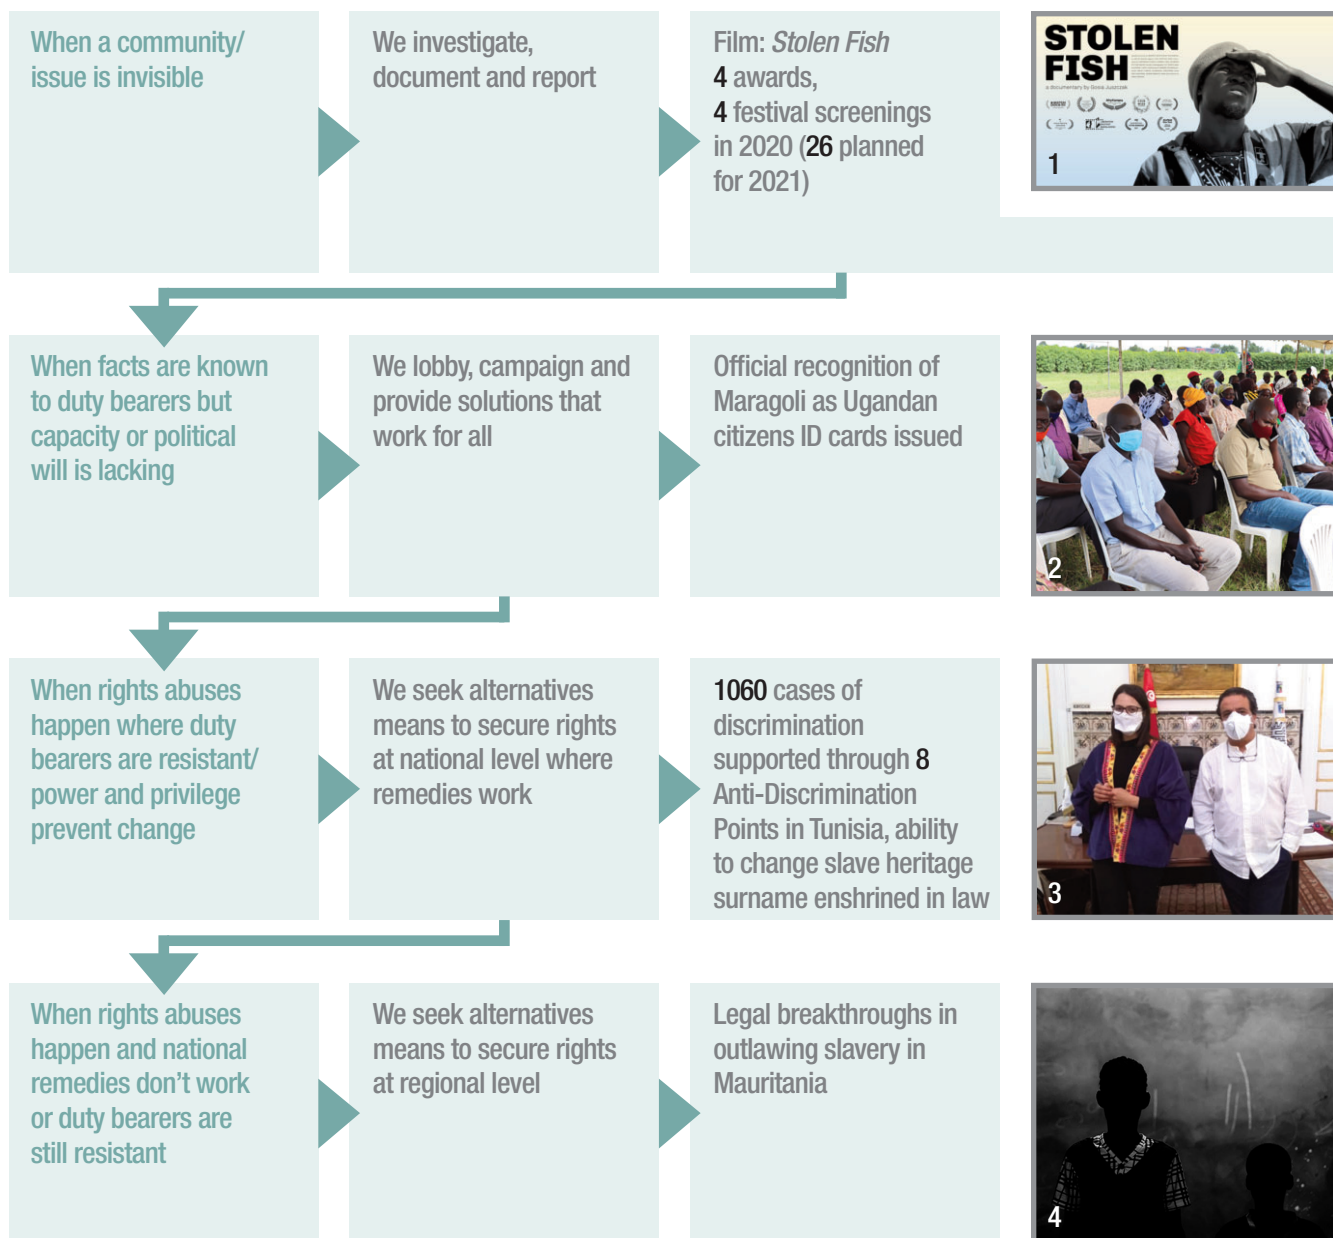 When a community/
issue is invisible
We investigate,
document and report
Film: Stolen Fish
4 awards,
4 festival screenings
in 2020 (26 planned
for 2021)
STOLEN
FISH
a documentary by Gosia Juszczak
1
When facts are known
to duty bearers but
capacity or political
will is lacking
We lobby, campaign and
provide solutions that
work for all
Official recognition of
Maragoli as Ugandan
citizens ID cards issued
2
When rights abuses
happen where duty
bearers are resistant/
power and privilege
prevent change
We seek alternatives
means to secure rights
at national level where
remedies work
1060 cases of
discrimination
supported through 8
Anti-Discrimination
Points in Tunisia, ability
to change slave heritage
surname enshrined in law
3
When rights abuses
happen and national
remedies don't work
or duty bearers are
still resistant
We seek alternatives
means to secure rights
at regional level
Legal breakthroughs in
outlawing slavery in
Mauritania
4